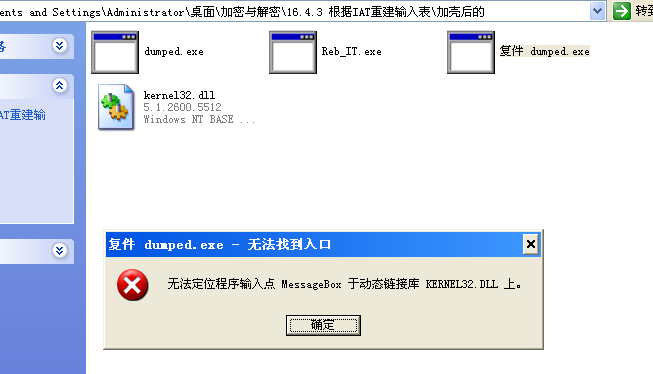 ents and Settings\Administrator\桌面\加密与解密\16.4.3 根据IAT重建输入表\加壳后的
转到
务
dumped.exe
Reb_IT.exe
复件 dumped.exe
kernel32.dll
5.1.2600.5512
Windows NT BASE ...
AT重建输
复件 dumped.exe - 无法找到入口
无法定位程序输入点 MessageBox 于动态链接库 KERNEL32.DLL 上。
确定